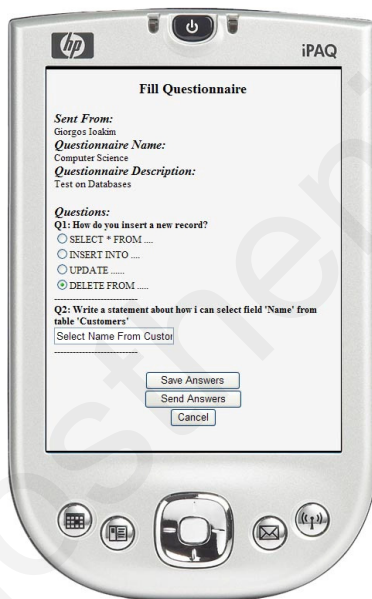 hp
iPAQ
Fill Questionnaire
Sent From:
Giorgos Ioakim
Questionnaire Name:
Computer Science
Questionnaire Description:
Test on Databases
Questions:
Q1: How do you insert a new record?
SELECT * FROM ....
INSERT INTO ....
UPDATE ......
DELETE FROM .....
----------------------------
Q2: Write a statement about how i can select field 'Name' from
table 'Customers'
Select Name From Custor
----------------------------
Save Answers
Send Answers
Cancel